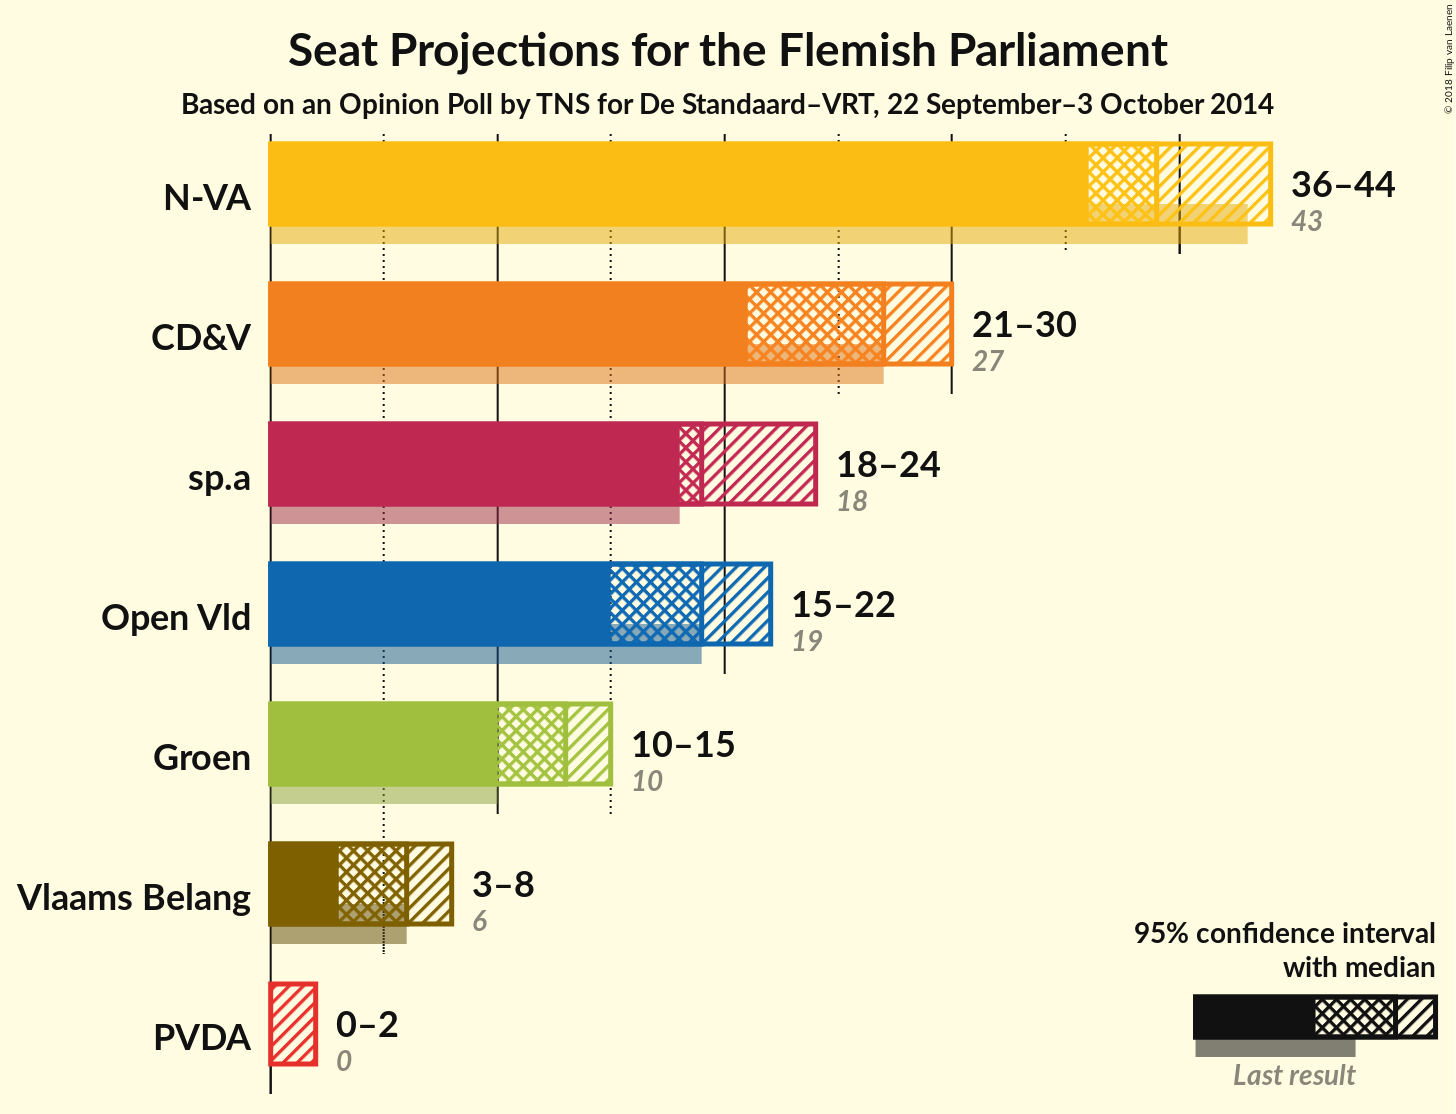 Seat Projections for the Flemish Parliament
Based on an Opinion Poll by TNS for De Standaard–VRT, 22 September–3 October 2014
© 2018 Filip van Laenen
N-VA
36–44
43
CD&V
21–30
27
sp.a
18–24
18
Open Vld
15–22
19
Groen
10–15
10
Vlaams Belang
3–8
6
PVDA
0–2
0
95% confidence interval
with median
Last result